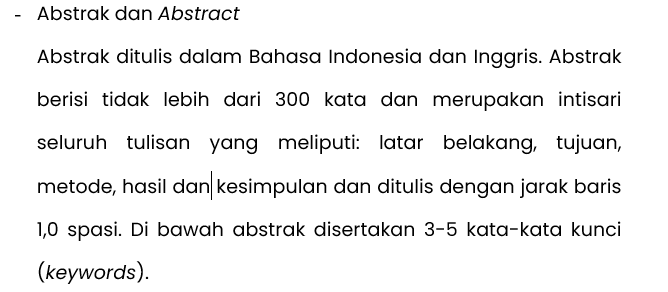 - Abstrak dan Abstract
Abstrak ditulis dalam Bahasa Indonesia dan Inggris. Abstrak
berisi tidak lebih dari 300 kata dan merupakan intisari
seluruh tulisan yang meliputi: latar belakang, tujuan,
metode, hasil dan kesimpulan dan ditulis dengan jarak baris
1,0 spasi. Di bawah abstrak disertakan 3-5 kata-kata kunci
(keywords).